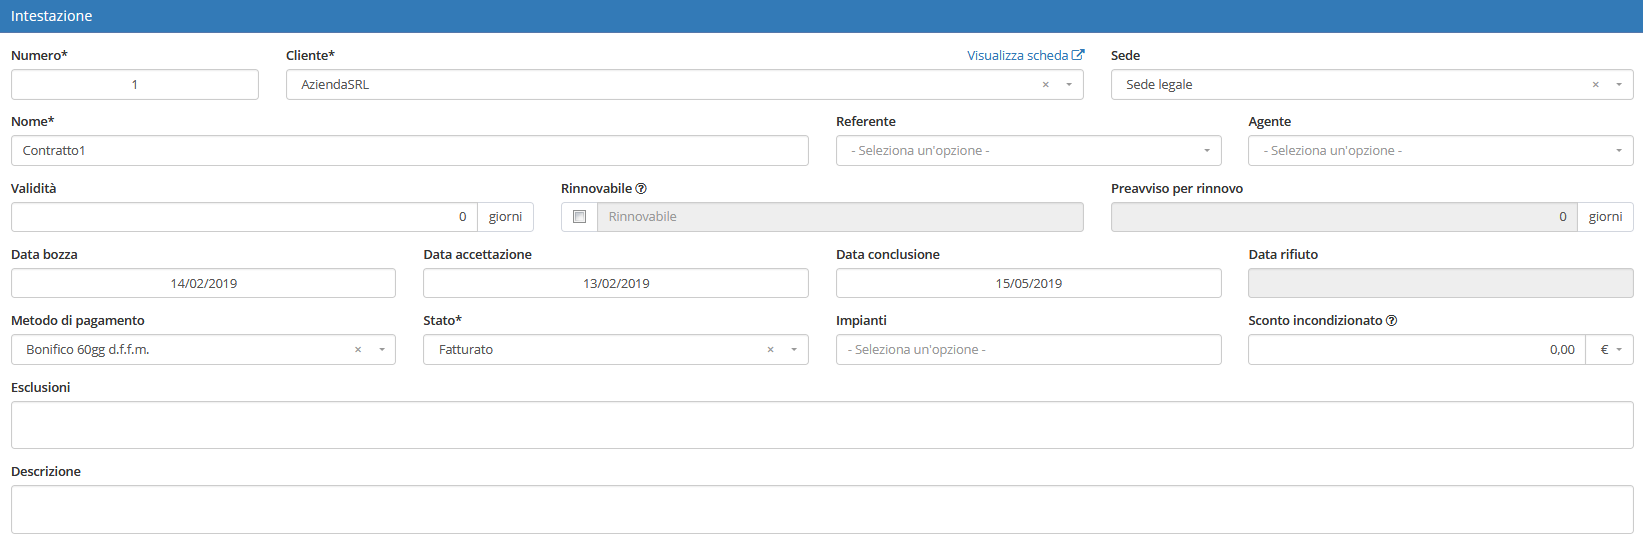 Intestazione
Numero* Cliente* Visualizza scheda Sede
1 AziendaSRL × Sede legale ×
Nome* Referente Agente
Contratto1 - Seleziona un'opzione - - Seleziona un'opzione -
Validità Rinnovabile Preavviso per rinnovo
0 giorni Rinnovabile 0 giorni
Data bozza Data accettazione Data conclusione Data rifiuto
14/02/2019 13/02/2019 15/05/2019
Metodo di pagamento Stato* Impianti Sconto incondizionato
Bonifico 60gg d.f.f.m. × Fatturato × - Seleziona un'opzione - 0,00 €
Esclusioni
Descrizione